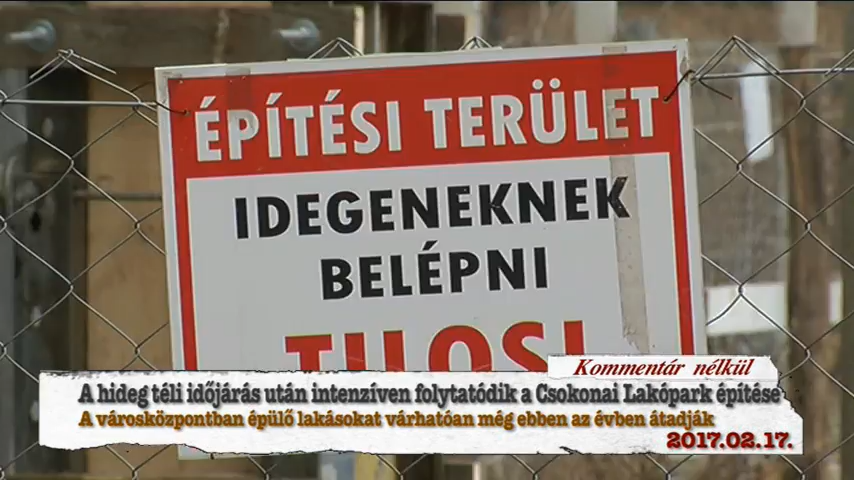 ÉPÍTÉSI TERÜLET
IDEGENEKNEK
BELÉPNI
TILOS!
Kommentár nélkül
A hideg téli időjárás után intenzíven folytatódik a Csokonai Lakópark építése
A városközpontban épülő lakásokat várhatóan még ebben az évben átadják
2017.02.17.